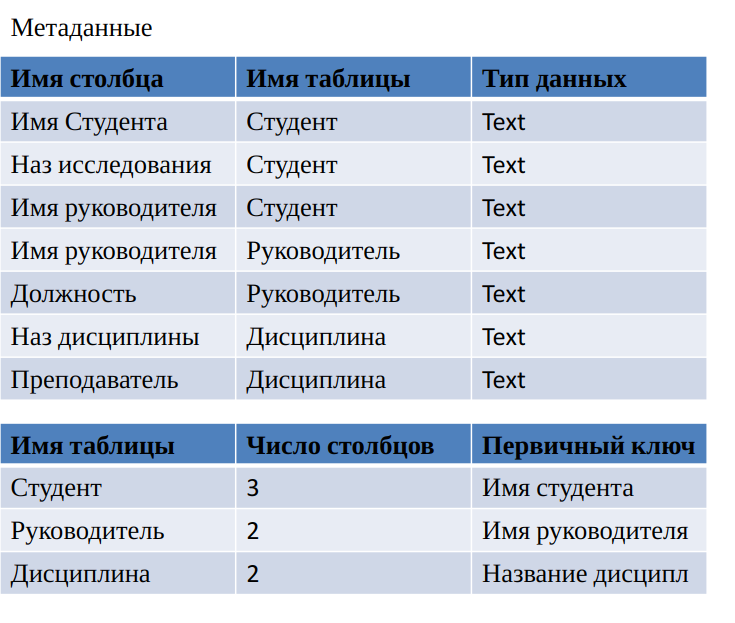 Метаданные
Имя столбца Имя таблицы Тип данных
Имя Студента Студент Text
Наз исследования Студент Text
Имя руководителя Студент Text
Имя руководителя Руководитель Text
Должность Руководитель Text
Наз дисциплины Дисциплина Text
Преподаватель Дисциплина Text
Имя таблицы Число столбцов Первичный ключ
Студент 3 Имя студента
Руководитель 2 Имя руководителя
Дисциплина 2 Название дисципл